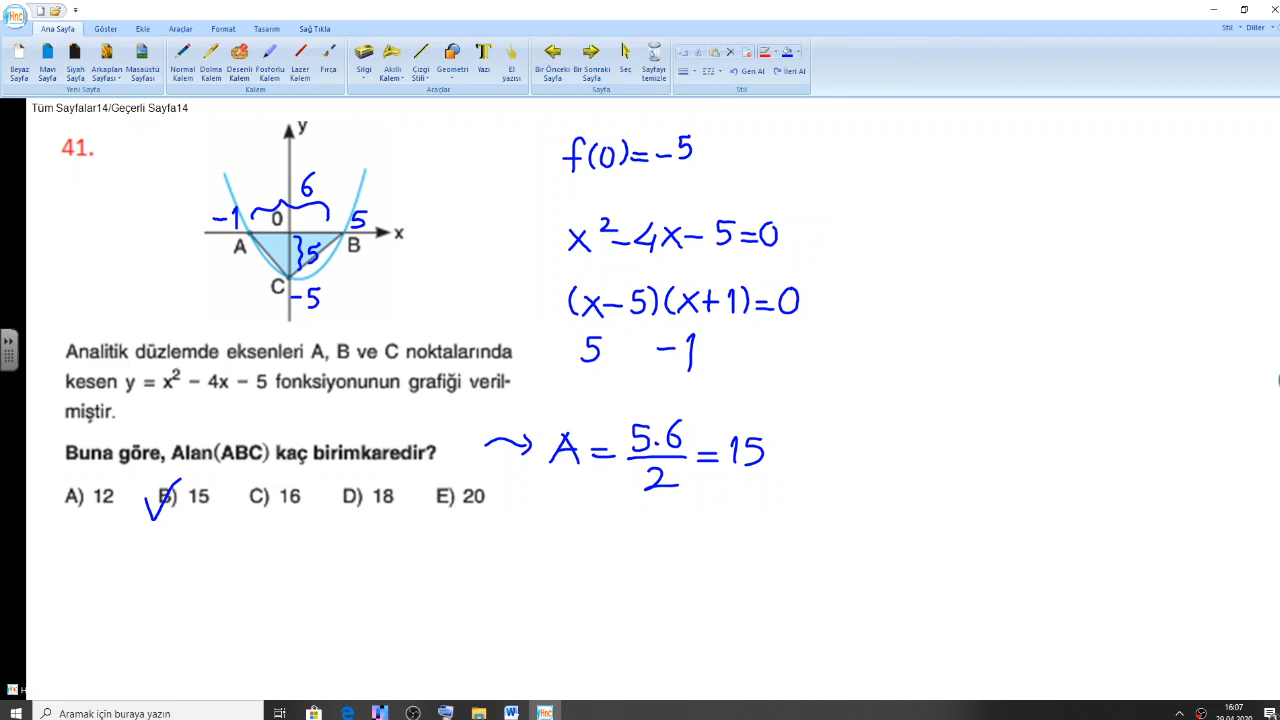 Hnc
Stil Diller
Ana Sayfa Göster Ekle Araçlar Format Tasarım Sağ Tıkla
Beyaz Sayfa Mavi Sayfa Siyah Sayfa Arkaplan Sayfası Masaüstü Sayfası Normal Kalem Dolma Kalem Desenli Kalem Fosforlu Kalem Lazer Kalem Fırça Silgi Akıllı Kalem Çizgi Stili Geometri Yazı El yazısı Bir Önceki Sayfa Bir Sonraki Sayfa Seç Sayfayı temizle Geri Al İleri Al
Yeni Sayfa Kalem Araçlar Sayfa Stil
Tüm Sayfalar14/Geçerli Sayfa14
41.
y
6
-1 0 5
x
A 5 B
C
-5
Analitik düzlemde eksenleri A, B ve C noktalarında
kesen y = x² − 4x − 5 fonksiyonunun grafiği veril-
miştir.
Buna göre, Alan(ABC) kaç birimkaredir?
A) 12 B) 15 C) 16 D) 18 E) 20
f(0)=-5
x²-4x-5=0
(x-5)(x+1)=0
5 -1
A = 5.6/2 = 15
Aramak için buraya yazın
16:07
29.04.2020